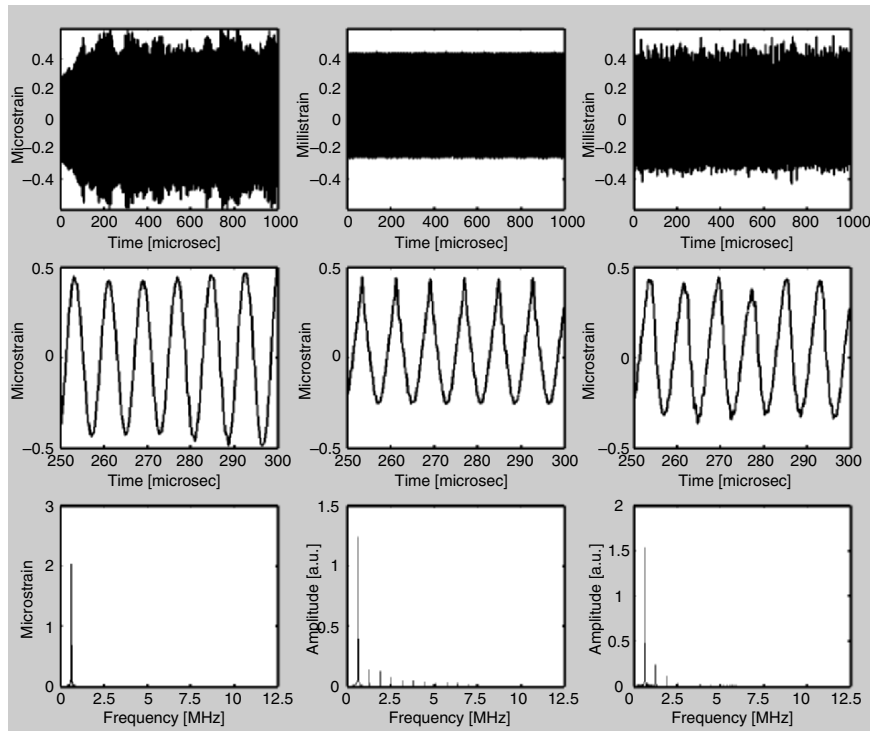 Microstrain
0.4
0.2
0
−0.2
−0.4
0 200 400 600 800 1000
Time [microsec]
Millistrain
0.4
0.2
0
−0.2
−0.4
0 200 400 600 800 1000
Time [microsec]
Millistrain
0.4
0.2
0
−0.2
−0.4
0 200 400 600 800 1000
Time [microsec]
Microstrain
0.5
0
−0.5
250 260 270 280 290 300
Time [microsec]
Microstrain
0.5
0
−0.5
250 260 270 280 290 300
Time [microsec]
Microstrain
0.5
0
−0.5
250 260 270 280 290 300
Time [microsec]
Microstrain
3
2
1
0
0 2.5 5 7.5 10 12.5
Frequency [MHz]
Amplitude [a.u.]
1.5
1
0.5
0
0 2.5 5 7.5 10 12.5
Frequency [MHz]
Amplitude [a.u.]
2
1.5
1
0.5
0
0 2.5 5 7.5 10 12.5
Frequency [MHz]